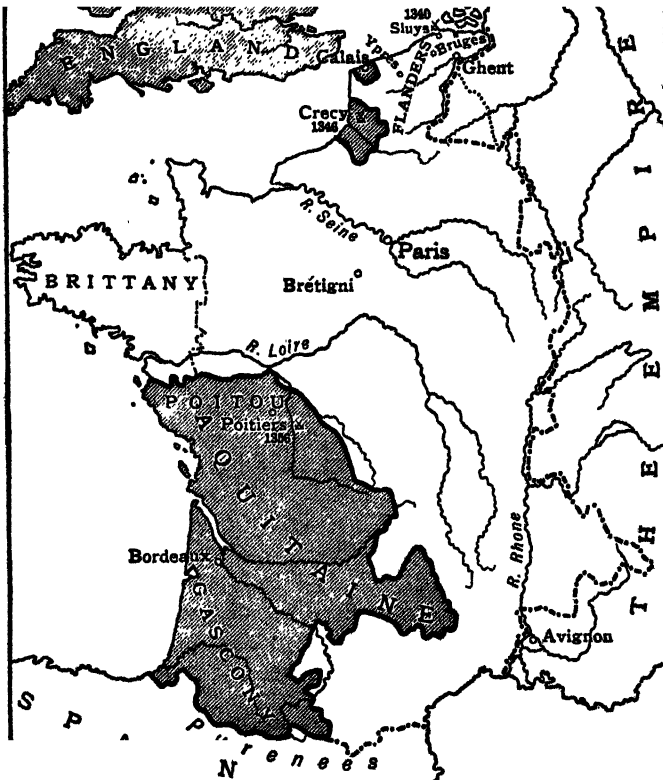 ENGLAND
1340
Sluys
Bruges
Calais
Ypres
FLANDERS
Ghent
Crecy
1346
R. Seine
Paris
BRITTANY
Brétigni
R. Loire
POITOU
Poitiers
1356
AQUITAINE
Bordeaux
GASCONY
R. Rhone
Avignon
THE EMPIRE
SPA N
Pyrenees